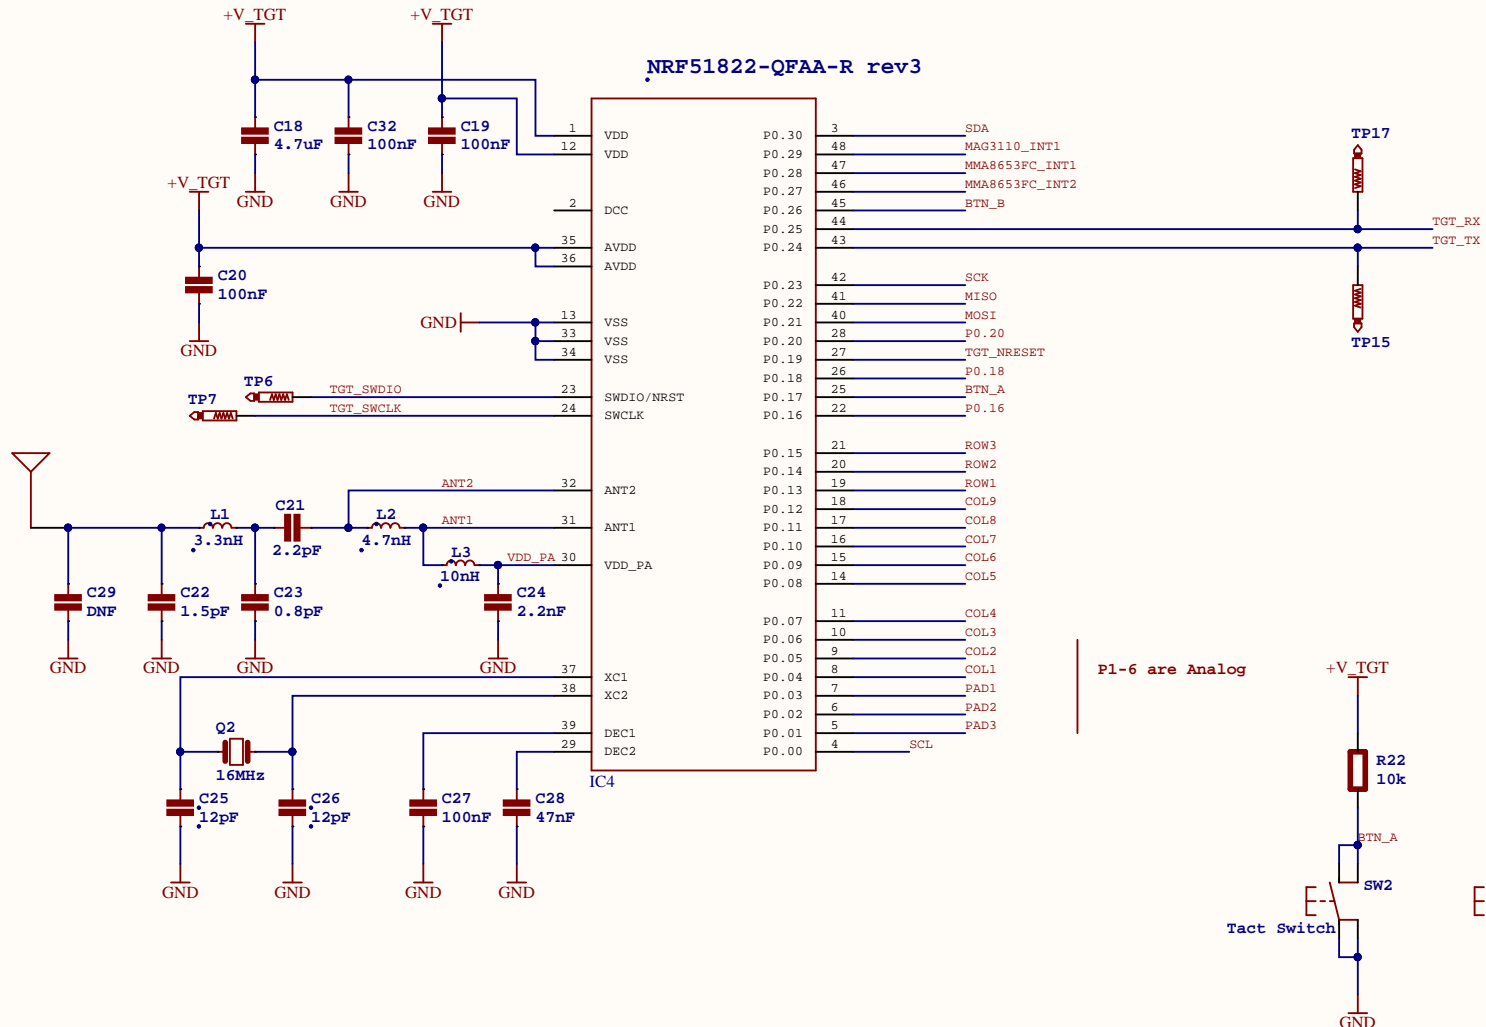 +V_TGT
+V_TGT
NRF51822-QFAA-R rev3
C18
4.7uF
C32
100nF
C19
100nF
GND
GND
GND
+V_TGT
C20
100nF
GND
GND
TP6
TGT_SWDIO
TP7
TGT_SWCLK
1 VDD
12 VDD
2 DCC
35 AVDD
36 AVDD
13 VSS
33 VSS
34 VSS
23 SWDIO/NRST
24 SWCLK
32 ANT2
31 ANT1
30 VDD_PA
37 XC1
38 XC2
39 DEC1
29 DEC2
IC4
P0.30 3 SDA
P0.29 48 MAG3110_INT1
P0.28 47 MMA8653FC_INT1
P0.27 46 MMA8653FC_INT2
P0.26 45 BTN_B
P0.25 44 TGT_RX
P0.24 43 TGT_TX
P0.23 42 SCK
P0.22 41 MISO
P0.21 40 MOSI
P0.20 28 P0.20
P0.19 27 TGT_NRESET
P0.18 26 P0.18
P0.17 25 BTN_A
P0.16 22 P0.16
P0.15 21 ROW3
P0.14 20 ROW2
P0.13 19 ROW1
P0.12 18 COL9
P0.11 17 COL8
P0.10 16 COL7
P0.09 15 COL6
P0.08 14 COL5
P0.07 11 COL4
P0.06 10 COL3
P0.05 9 COL2
P0.04 8 COL1
P0.03 7 PAD1
P0.02 6 PAD2
P0.01 5 PAD3
P0.00 4 SCL
TP17
TP15
ANT2
ANT1
VDD_PA
L1
3.3nH
C21
2.2pF
L2
4.7nH
L3
10nH
C29
DNF
C22
1.5pF
C23
0.8pF
C24
2.2nF
GND
GND
GND
GND
Q2
16MHz
C25
12pF
C26
12pF
C27
100nF
C28
47nF
GND
GND
GND
GND
P1-6 are Analog
+V_TGT
R22
10k
BTN_A
SW2
Tact Switch
GND